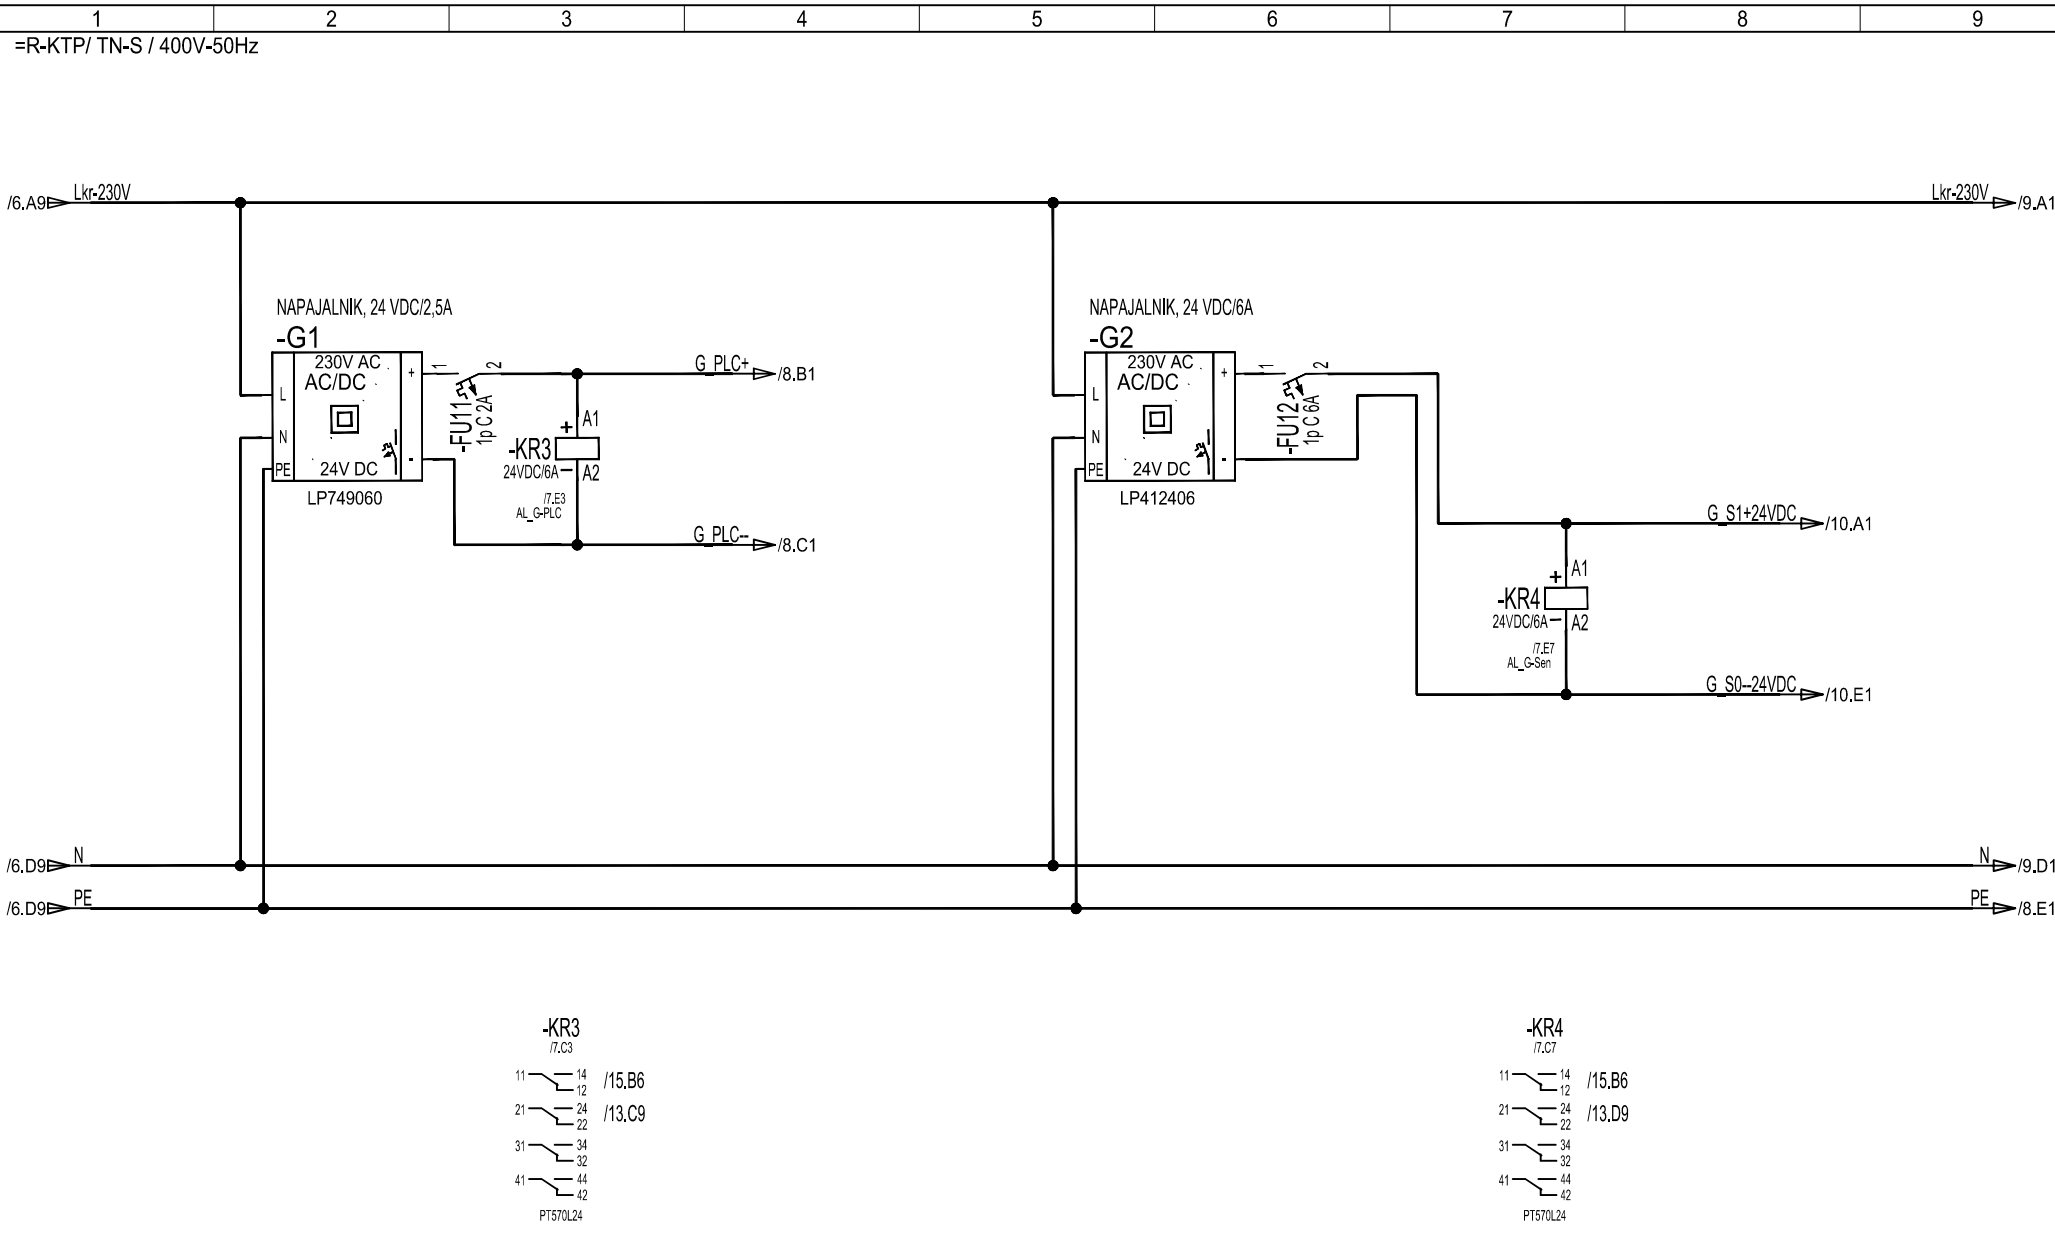 1 2 3 4 5 6 7 8 9
=R-KTP/ TN-S / 400V-50Hz
/6.A9 Lkr-230V
Lkr-230V /9.A1
NAPAJALNIK, 24 VDC/2,5A
-G1
230V AC
AC/DC
L
N
PE
+
-
24V DC
LP749060
1 2
-FU11
1p C 2A
G_PLC+ /8.B1
A1
+
-KR3
24VDC/6A
–
A2
/7.E3
AL_G-PLC
G_PLC-- /8.C1
NAPAJALNIK, 24 VDC/6A
-G2
230V AC
AC/DC
L
N
PE
+
-
24V DC
LP412406
1 2
-FU12
1p C 6A
G_S1+24VDC /10.A1
A1
+
-KR4
24VDC/6A
–
A2
/7.E7
AL_G-Sen
G_S0--24VDC /10.E1
/6.D9 N
N /9.D1
/6.D9 PE
PE /8.E1
-KR3
/7.C3
11 14 /15.B6
12
21 24 /13.C9
22
31 34
32
41 44
42
PT570L24
-KR4
/7.C7
11 14 /15.B6
12
21 24 /13.D9
22
31 34
32
41 44
42
PT570L24